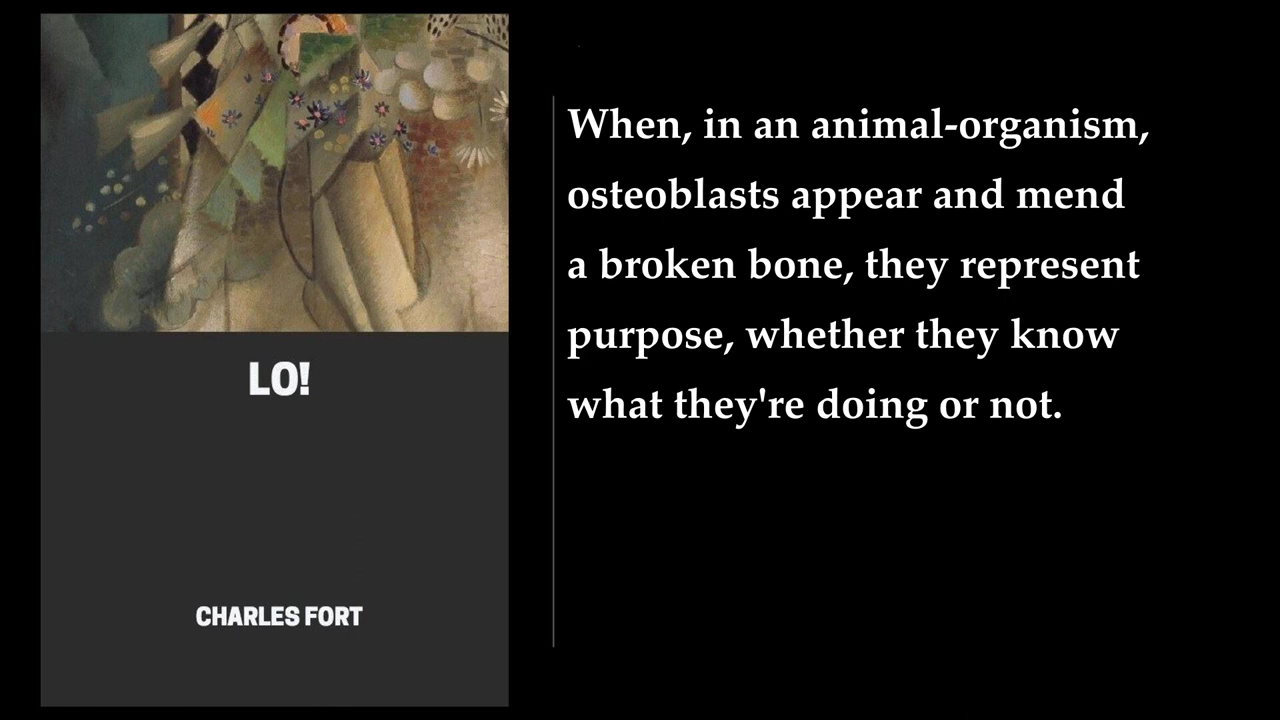 LO!
CHARLES FORT
When, in an animal-organism,
osteoblasts appear and mend
a broken bone, they represent
purpose, whether they know
what they're doing or not.